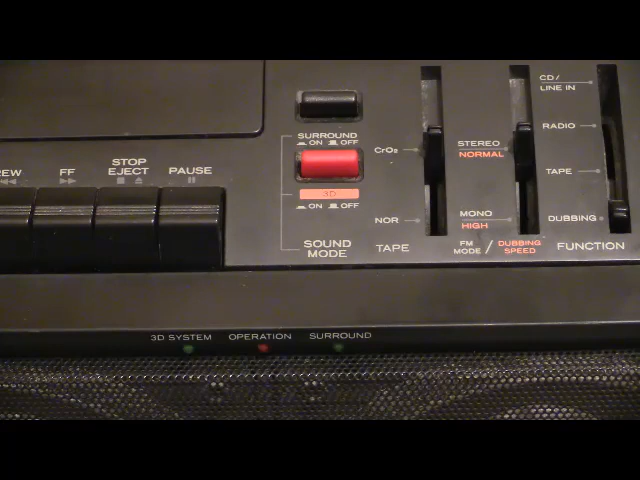 REW FF STOP EJECT PAUSE
SURROUND
ON OFF
3D
ON OFF
SOUND MODE
CrO₂
NOR
TAPE
STEREO
NORMAL
MONO
HIGH
FM MODE / DUBBING SPEED
CD/ LINE IN
RADIO
TAPE
DUBBING
FUNCTION
3D SYSTEM OPERATION SURROUND